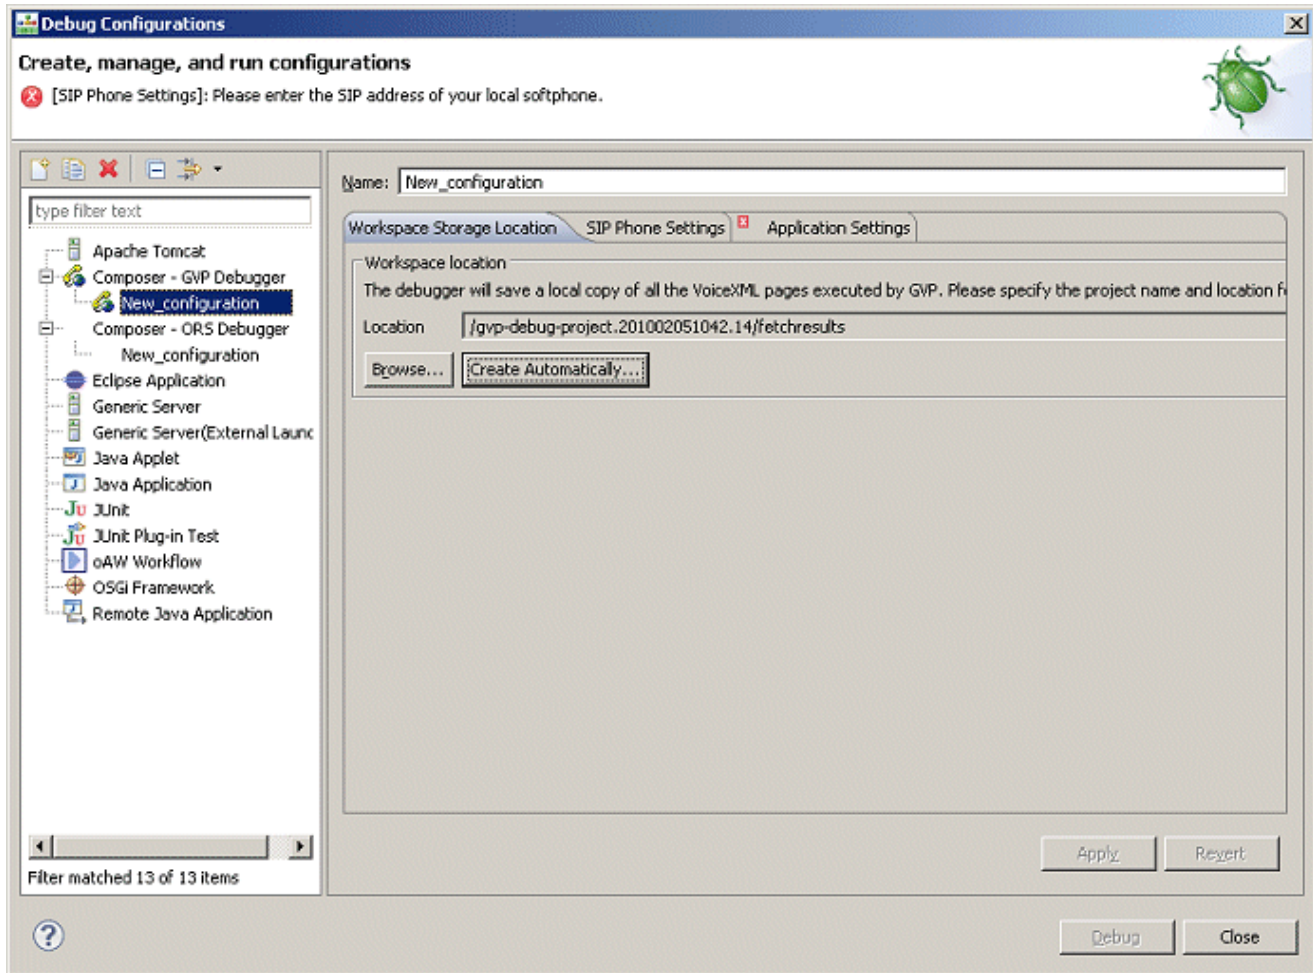 Debug Configurations
Create, manage, and run configurations
[SIP Phone Settings]: Please enter the SIP address of your local softphone.
type filter text
Apache Tomcat
Composer - GVP Debugger
New_configuration
Composer - ORS Debugger
New_configuration
Eclipse Application
Generic Server
Generic Server(External Launc
Java Applet
Java Application
Ju JUnit
Ju JUnit Plug-in Test
oAW Workflow
OSGi Framework
Remote Java Application
Filter matched 13 of 13 items
Name: New_configuration
Workspace Storage Location SIP Phone Settings Application Settings
Workspace location
The debugger will save a local copy of all the VoiceXML pages executed by GVP. Please specify the project name and location f
Location /gvp-debug-project.201002051042.14/fetchresults
Browse... Create Automatically...
Apply Revert
? Debug Close